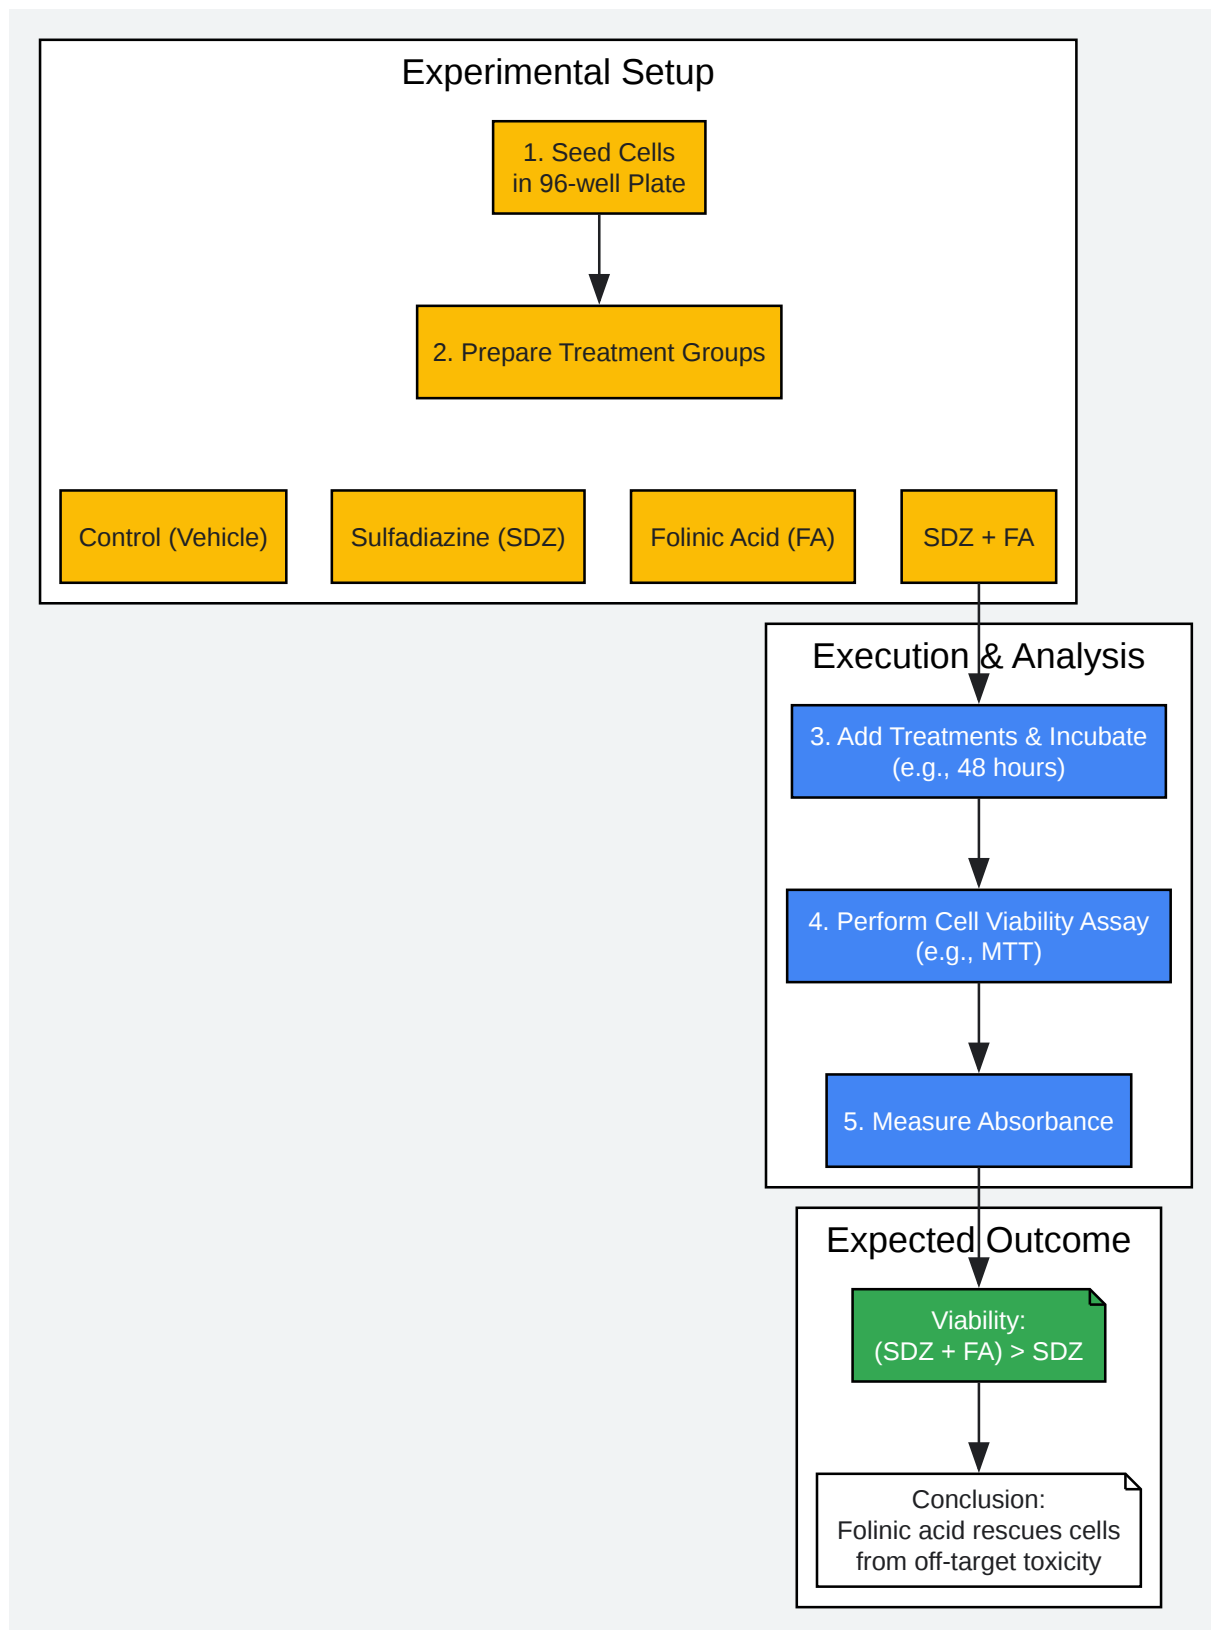 Experimental Setup
1. Seed Cells
in 96-well Plate
2. Prepare Treatment Groups
Control (Vehicle)
Sulfadiazine (SDZ)
Folinic Acid (FA)
SDZ + FA
Execution & Analysis
3. Add Treatments & Incubate
(e.g., 48 hours)
4. Perform Cell Viability Assay
(e.g., MTT)
5. Measure Absorbance
Expected Outcome
Viability:
(SDZ + FA) > SDZ
Conclusion:
Folinic acid rescues cells
from off-target toxicity